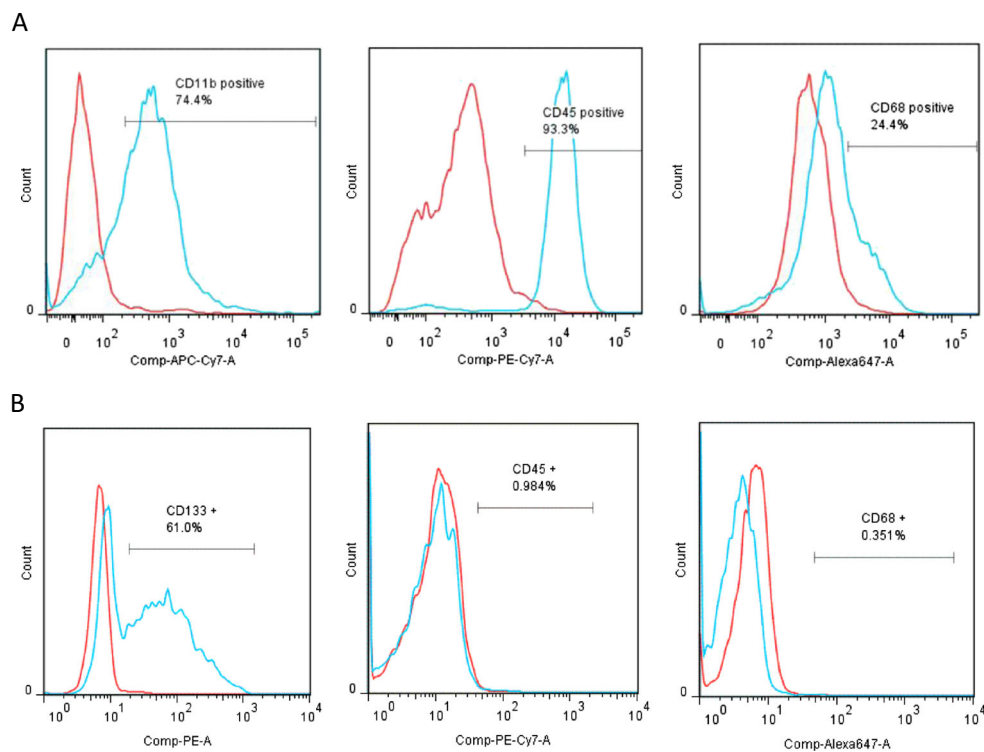 A
Count
CD11b positive
74.4%
0
0 10^2 10^3 10^4 10^5
Comp-APC-Cy7-A
Count
CD45 positive
93.3%
0
0 10^2 10^3 10^4
Comp-PE-Cy7-A
Count
CD68 positive
24.4%
0
0 10^2 10^3 10^4 10^5
Comp-Alexa647-A
B
Count
CD133 +
61.0%
0
10^0 10^1 10^2 10^3 10^4
Comp-PE-A
Count
CD45 +
0.984%
0
10^0 10^1 10^2 10^3 10^4
Comp-PE-Cy7-A
Count
CD68 +
0.351%
0
10^0 10^1 10^2 10^3 10^4
Comp-Alexa647-A